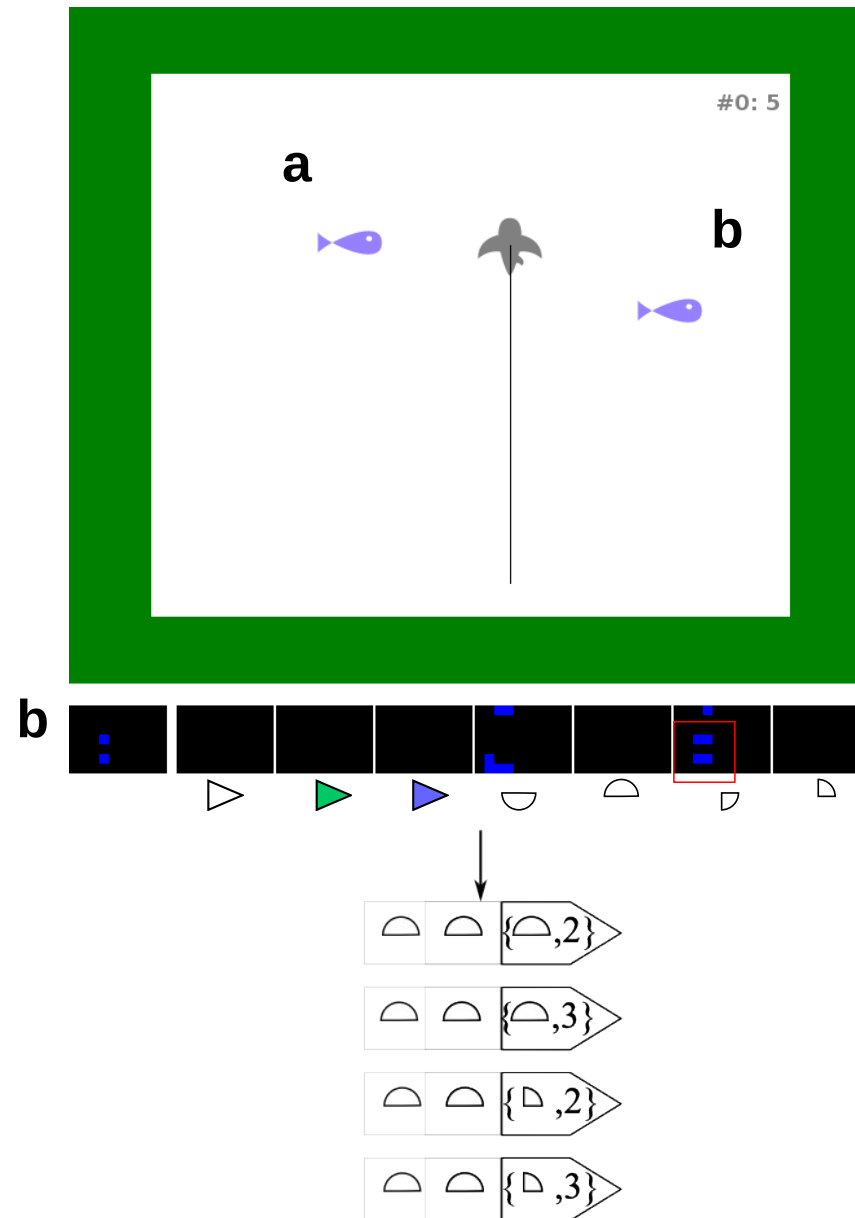 #0: 5
a
b
b
{ ,2}
{ ,3}
{ ,2}
{ ,3}